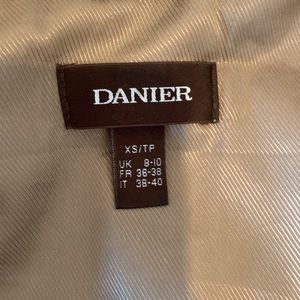 DANIER
XS/TP
UK 8-10
FR 36-38
IT 38-40